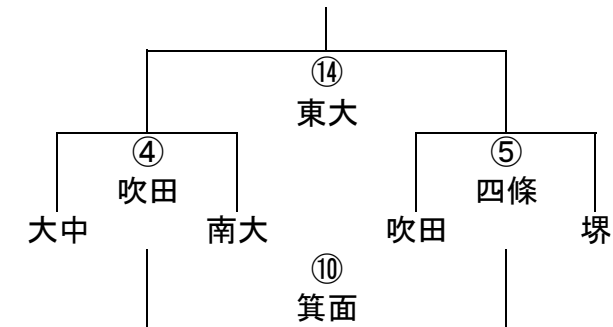 ⑭
東大
④ ⑤
吹田 四條
大中 南大 吹田 堺
⑩
箕面